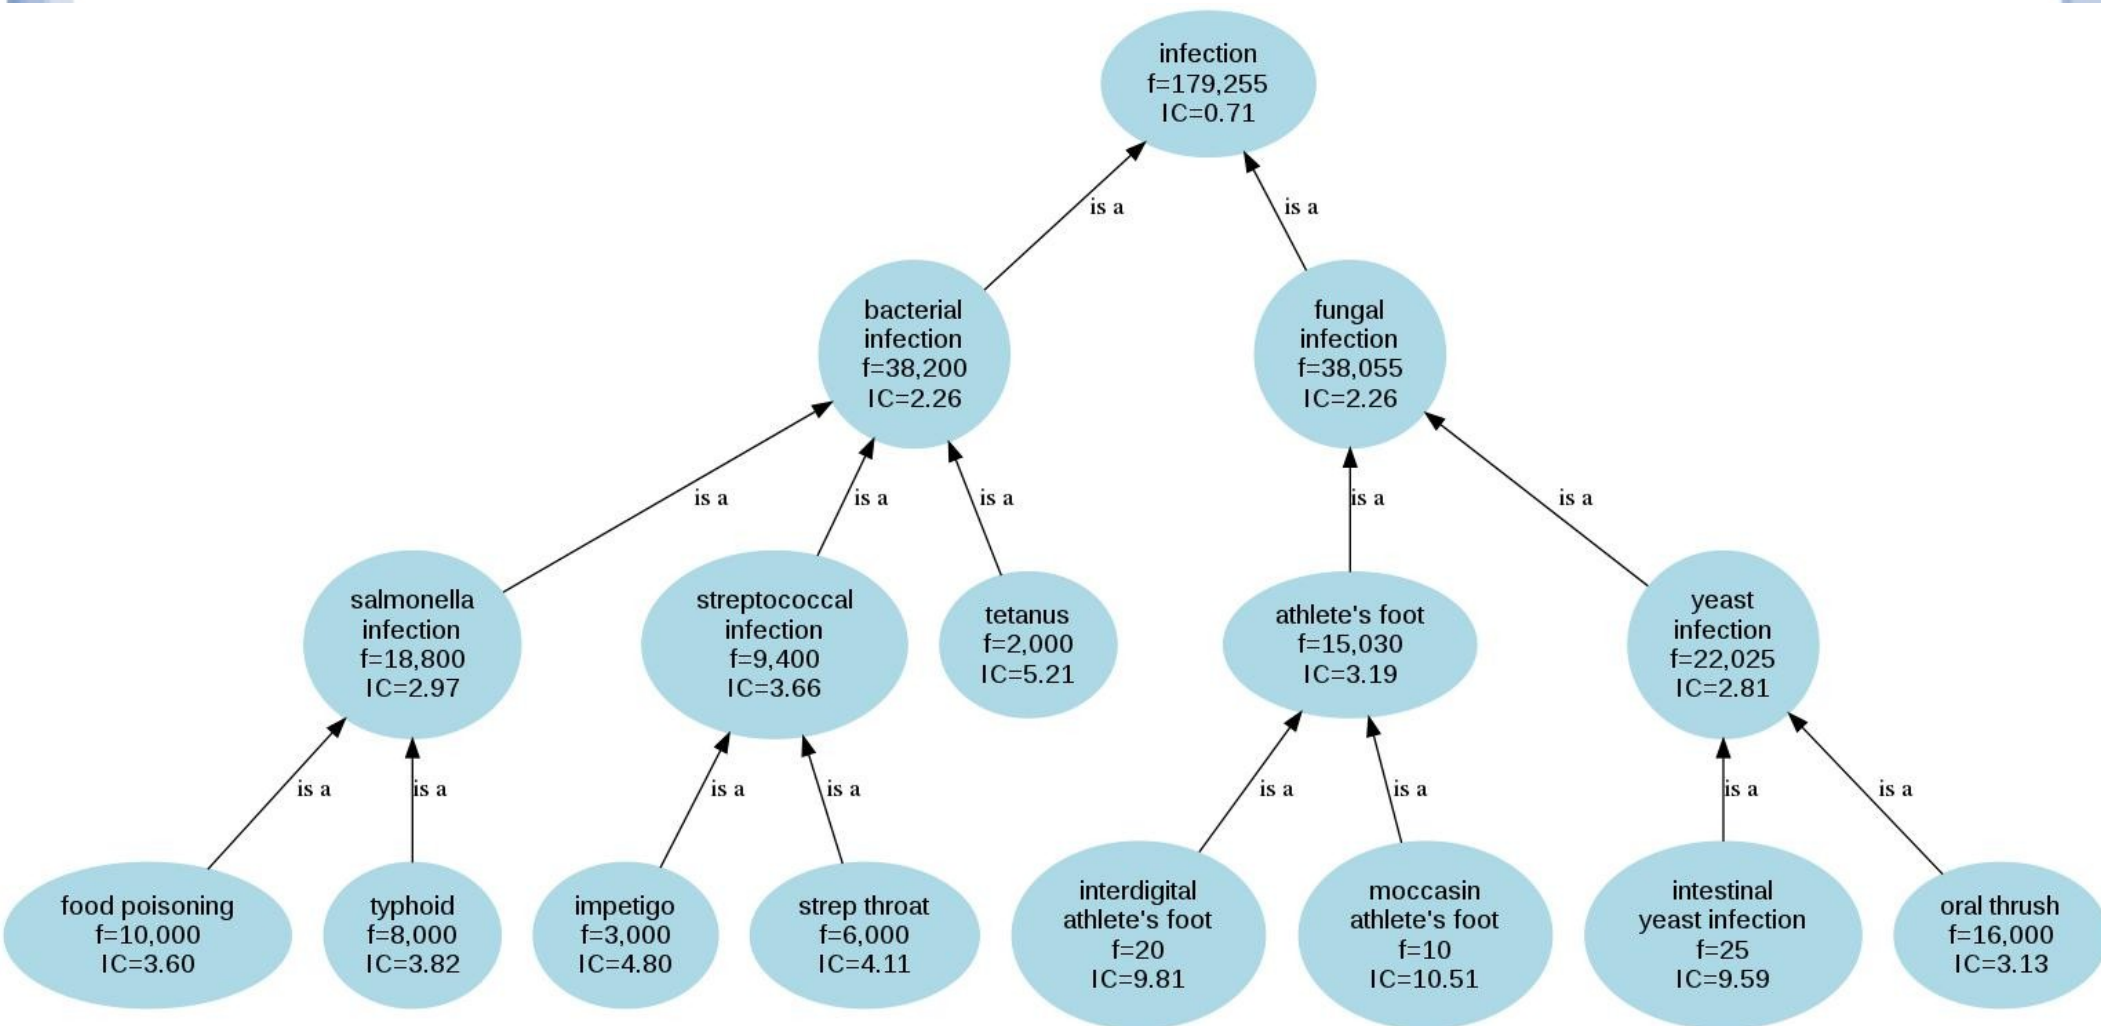 infection
f=179,255
IC=0.71
is a
is a
bacterial
infection
f=38,200
IC=2.26
fungal
infection
f=38,055
IC=2.26
is a
is a
is a
is a
is a
salmonella
infection
f=18,800
IC=2.97
streptococcal
infection
f=9,400
IC=3.66
tetanus
f=2,000
IC=5.21
athlete's foot
f=15,030
IC=3.19
yeast
infection
f=22,025
IC=2.81
is a
is a
is a
is a
is a
is a
is a
is a
food poisoning
f=10,000
IC=3.60
typhoid
f=8,000
IC=3.82
impetigo
f=3,000
IC=4.80
strep throat
f=6,000
IC=4.11
interdigital
athlete's foot
f=20
IC=9.81
moccasin
athlete's foot
f=10
IC=10.51
intestinal
yeast infection
f=25
IC=9.59
oral thrush
f=16,000
IC=3.13